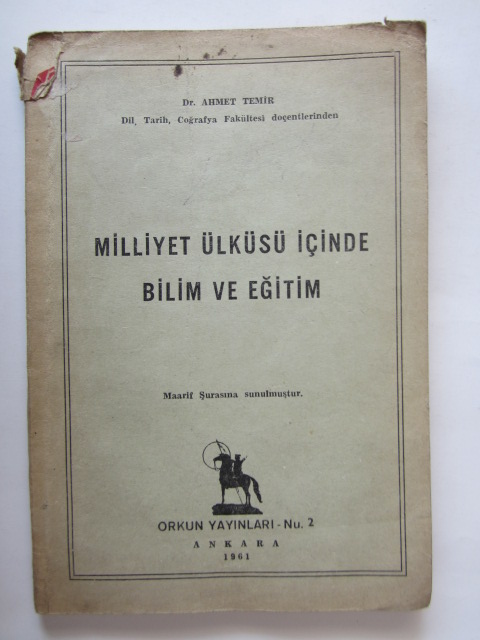 Dr. AHMET TEMİR
Dil, Tarih, Coğrafya Fakültesi doçentlerinden
MİLLİYET ÜLKÜSÜ İÇİNDE
BİLİM VE EĞİTİM
Maarif Şurasına sunulmuştur.
ORKUN YAYINLARI - Nu. 2
ANKARA
1961